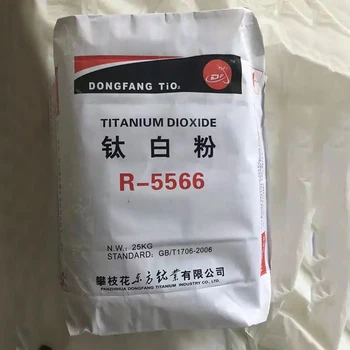 DONGFANG TiO₂
DF
TITANIUM DIOXIDE
钛白粉
R-5566
N.W.: 25KG
STANDARD: GB/T1706-2006
攀枝花东方钛业有限公司
PANZHIHUA DONGFANG TITANIUM INDUSTRY CO., LTD.